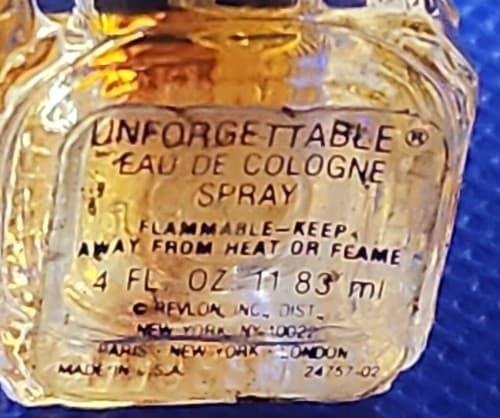 UNFORGETTABLE®
EAU DE COLOGNE
SPRAY
FLAMMABLE-KEEP
AWAY FROM HEAT OR FLAME
4 FL. OZ. 11 83 ml
© REVLON, INC., DIST.
NEW YORK, NY 10022
PARIS · NEW YORK · LONDON
MADE IN U.S.A. 24757-02